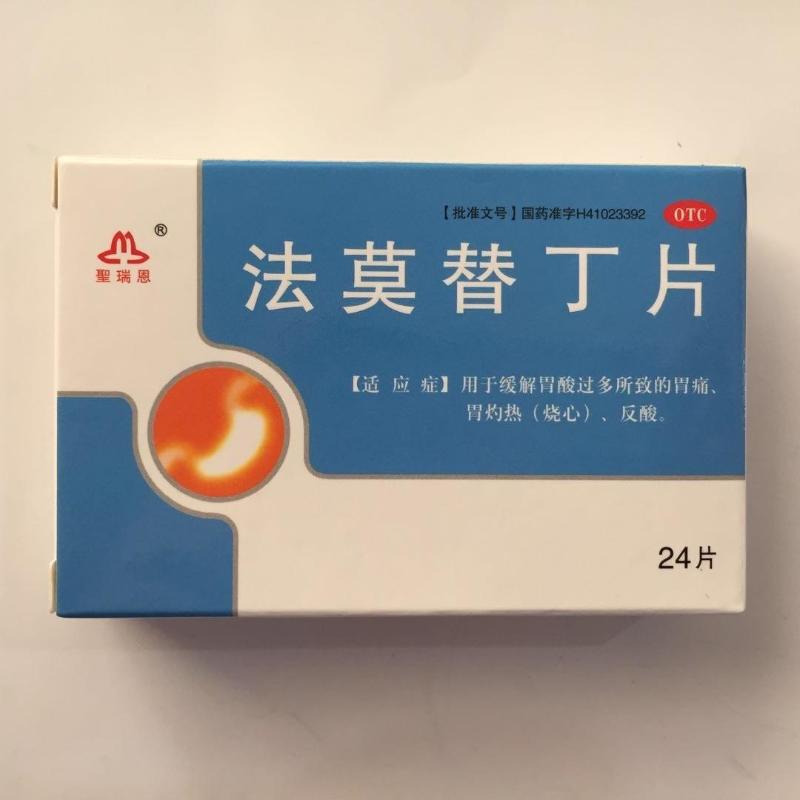 【批准文号】国药准字H41023392
OTC
®
聖瑞恩
法莫替丁片
【适应症】用于缓解胃酸过多所致的胃痛、
胃灼热（烧心）、反酸。
24片